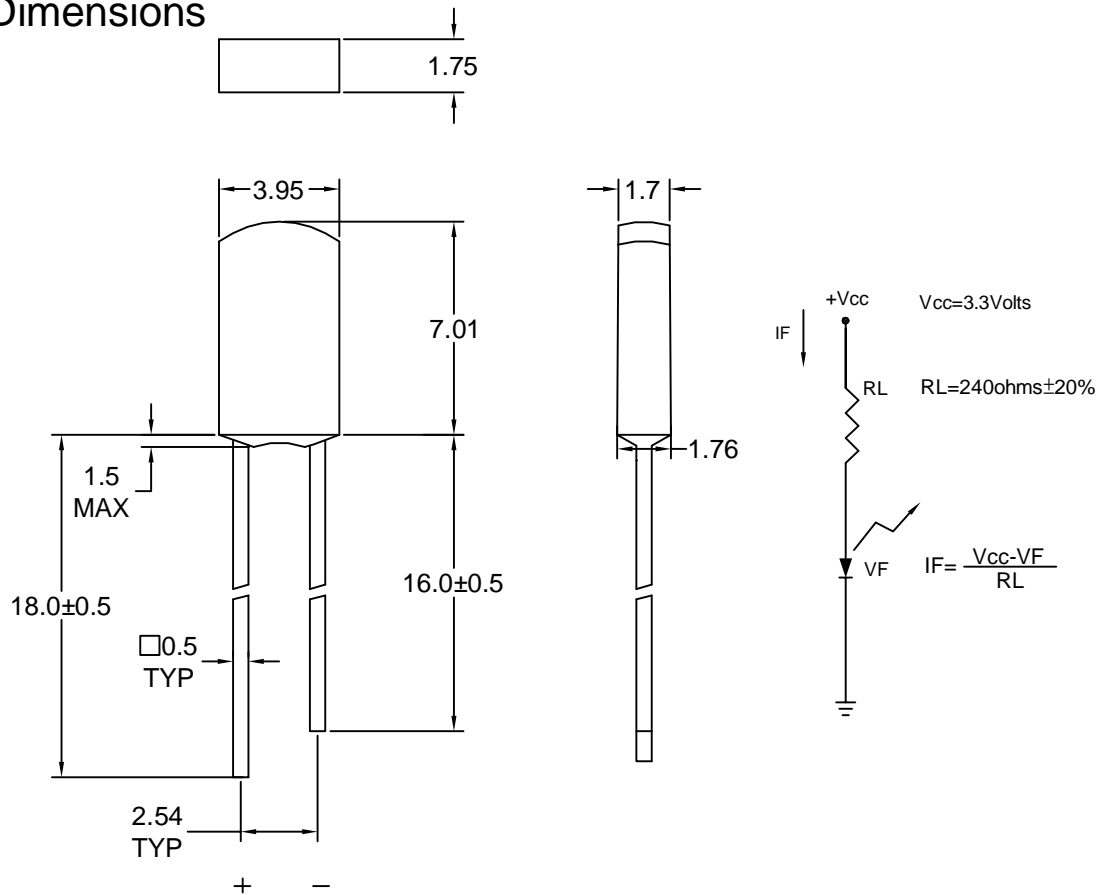 Dimensions
1.75
3.95
1.7
7.01
1.5
MAX
1.76
18.0±0.5
16.0±0.5
□0.5
TYP
2.54
TYP
+ −
+Vcc
Vcc=3.3Volts
IF
RL
RL=240ohms±20%
VF
IF= Vcc-VF
RL